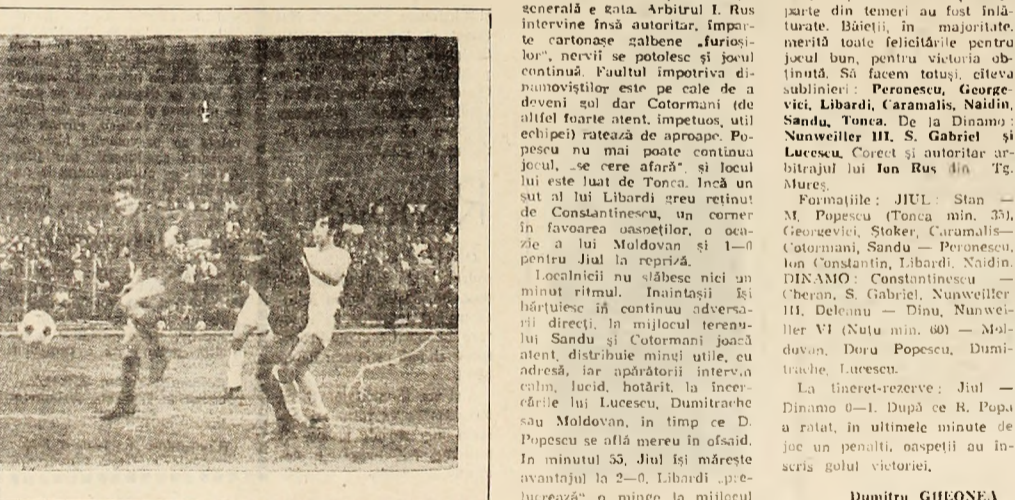 generală e gata. Arbitrul I. Rus
intervine însă autoritar, împar-
te cartonașe galbene „furioși-
lor“, nervii se potolesc și jocul
continuă. Faultul împotriva di-
namoviștilor este pe cale de a
deveni gol dar Cotormani (de
altfel foarte atent, impetuos, util
echipei) ratează de aproape. Po-
pescu nu mai poate continua
jocul, „se cere afară“ și locul
lui este luat de Tonca. Incă un
șut al lui Libardi greu reținut
de Constantinescu, un corner
în favoarea oaspeților, o oca-
zie a lui Moldovan și 1—0
pentru Jiul la repriză.
Localnicii nu slăbesc nici un
minut ritmul. Inaintașii își
hărțuiesc în continuu adversa-
rii direcți, la mijlocul terenu-
lui Sandu și Cotormani joacă
atent, distribuie mingi utile, cu
adresă, iar apărătorii intervin
calm, lucid, hotărît, la încer-
cările lui Lucescu, Dumitrache
sau Moldovan, în timp ce D.
Popescu se află mereu în ofsaid.
In minutul 55, Jiul își mărește
avantajul la 2—0. Libardi „pre-
lucrează“ o minge la mijlocul
parte din temeri au fost înlă-
turate. Băieții, în majoritate,
merită toate felicitările pentru
jocul bun, pentru victoria ob-
ținută. Să facem totuși, cîteva
sublinieri : Peronescu, George-
vici, Libardi, Caramalis, Naidin,
Sandu, Tonca. De la Dinamo :
Nunweiller III, S. Gabriel și
Lucescu. Corect și autoritar ar-
bitrajul lui Ion Rus din Tg.
Mureș.
Formațiile : JIUL : Stan —
M. Popescu (Tonca min. 35),
Georgevici, Stoker, Caramalis—
Cotormani, Sandu — Peronescu,
Ion Constantin, Libardi, Naidin.
DINAMO : Constantinescu —
Cheran, S. Gabriel, Nunweiller
III, Deleanu — Dinu, Nunwei-
ller VI (Nuțu min. 60) — Mol-
dovan, Doru Popescu, Dumi-
trache, Lucescu.
La tineret-rezerve : Jiul —
Dinamo 0—1. După ce R. Popa
a ratat, în ultimele minute de
joc un penalti, oaspeții au în-
scris golul victoriei.
Dumitru GHEONEA